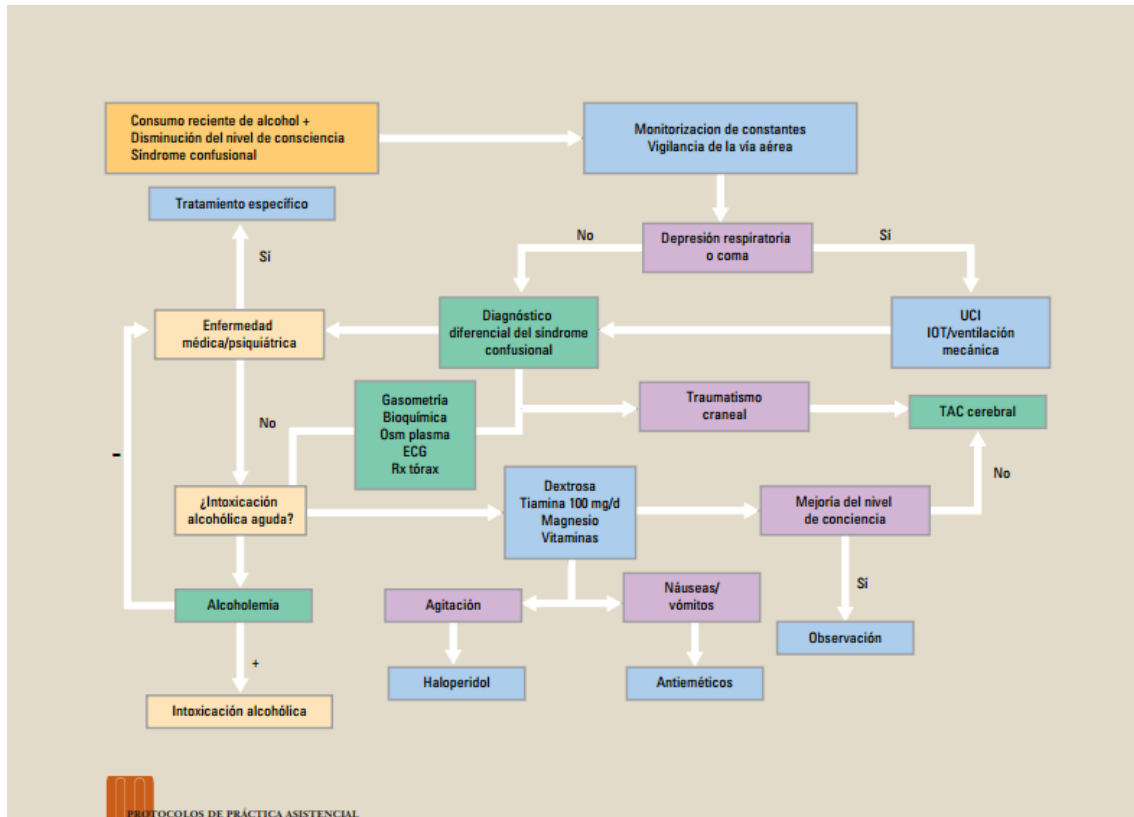 Consumo reciente de alcohol +
Disminución del nivel de consciencia
Síndrome confusional
Monitorizacion de constantes
Vigilancia de la vía aérea
Tratamiento específico
No
Depresión respiratoria
o coma
Sí
Sí
Enfermedad
médica/psiquiátrica
Diagnóstico
diferencial del síndrome
confusional
UCI
IOT/ventilación
mecánica
No
Gasometría
Bioquímica
Osm plasma
ECG
Rx tórax
Traumatismo
craneal
TAC cerebral
-
¿Intoxicación
alcohólica aguda?
Dextrosa
Tiamina 100 mg/d
Magnesio
Vitaminas
Mejoría del nivel
de conciencia
No
Alcoholemia
Agitación
Náuseas/
vómitos
Sí
Observación
+
Haloperidol
Antieméticos
Intoxicación alcohólica
PROTOCOLOS DE PRÁCTICA ASISTENCIAL